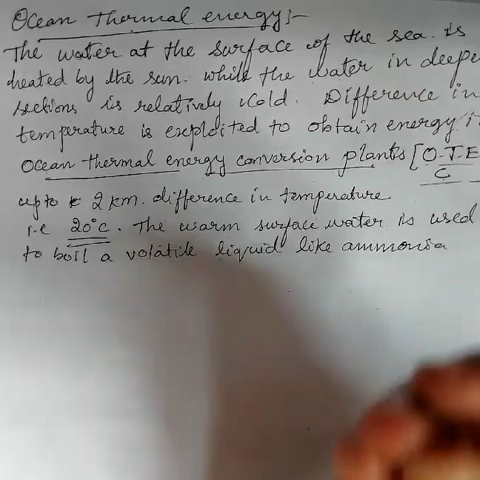 Ocean thermal energy:-
The water at the surface of the sea is
heated by the sun. while the water in deepe
sections is relatively cold. Difference in
temperature is exploited to obtain energy i
Ocean-thermal energy conversion plants [O-T-E
C
upto 2 km. difference in temperature
i.e 20°C. The warm surface water is used
to boil a volatile liquid like ammonia